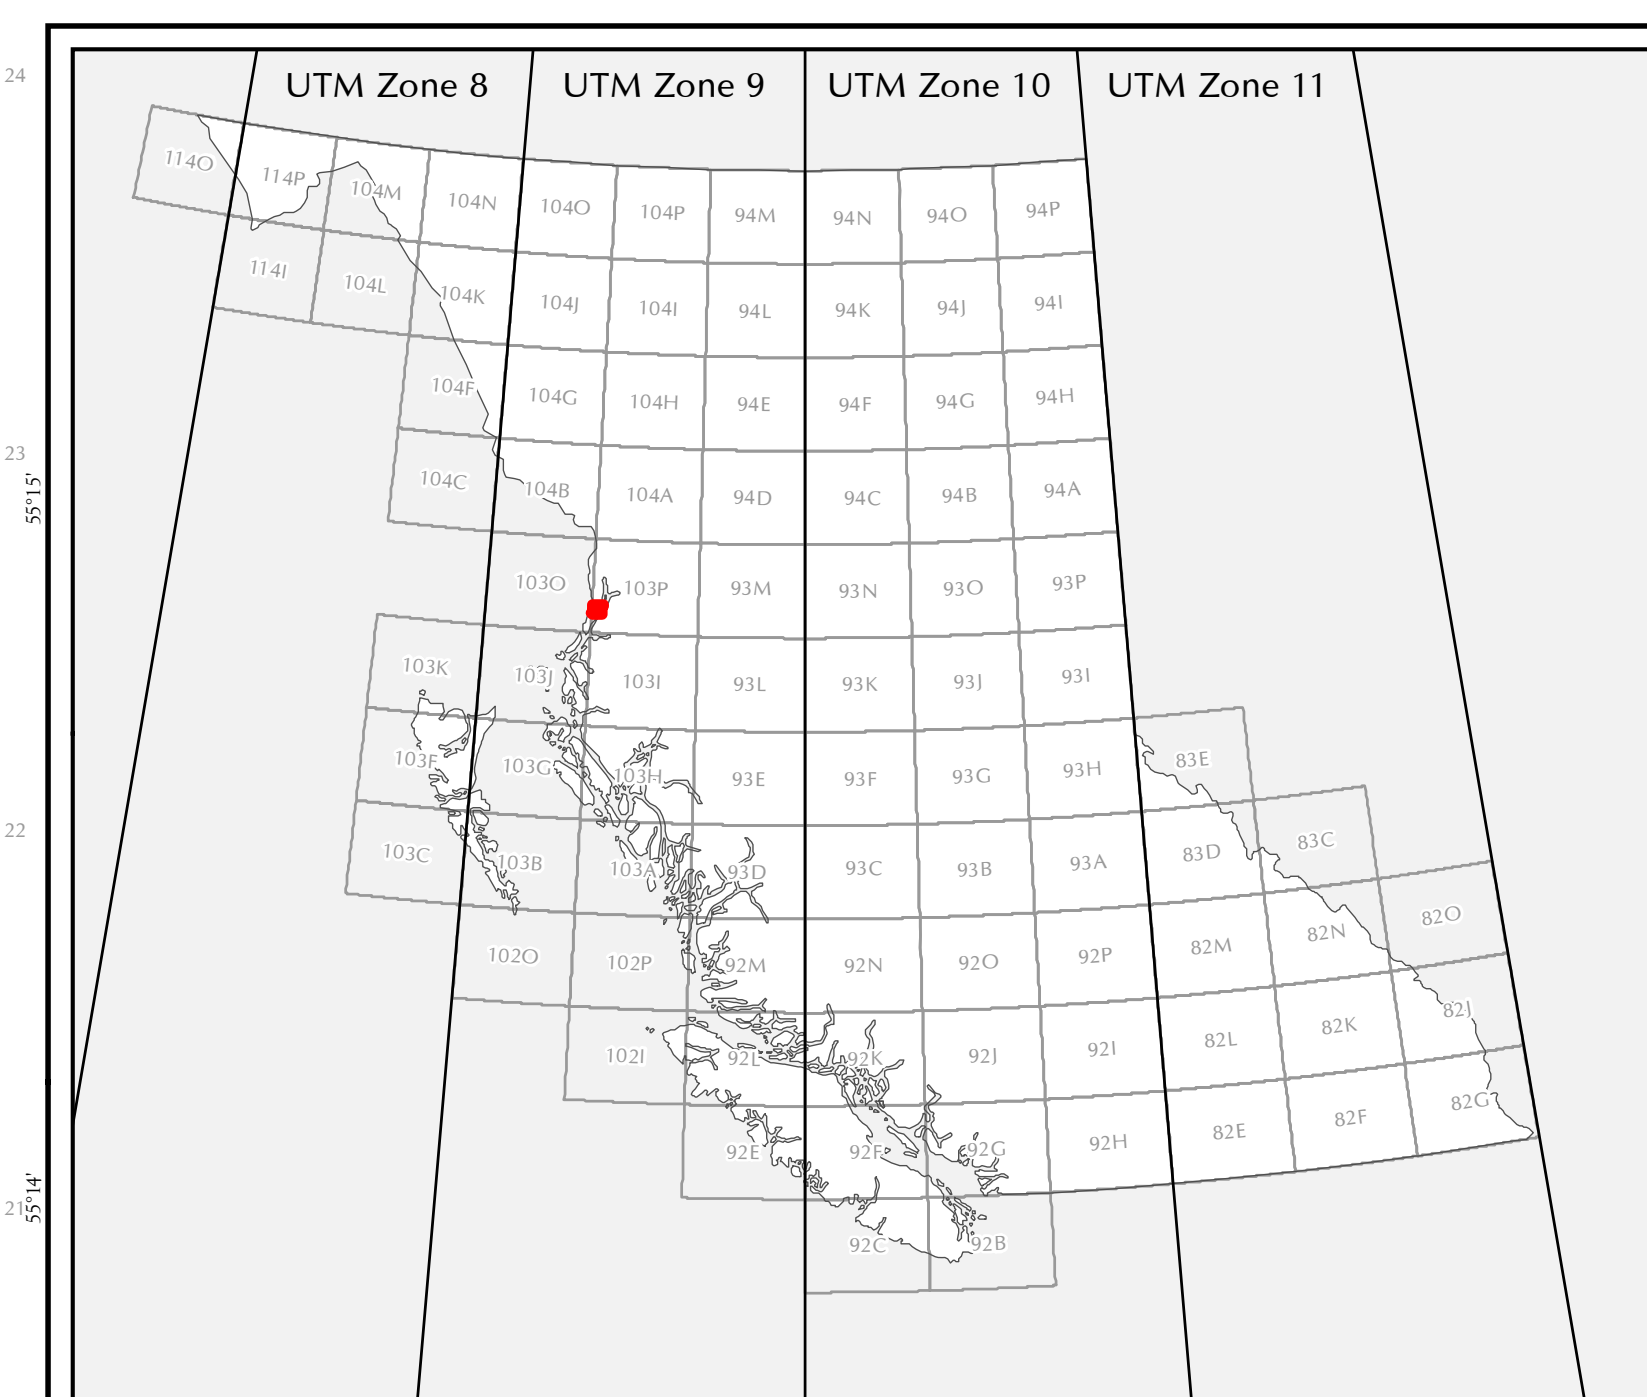 24
UTM Zone 8 UTM Zone 9 UTM Zone 10 UTM Zone 11
114O 114P 104M 104N 104O 104P 94M 94N 94O 94P
114I 104L 104K 104J 104I 94L 94K 94J 94I
104F 104G 104H 94E 94F 94G 94H
23
55°15'
104C 104B 104A 94D 94C 94B 94A
103O 103P 93M 93N 93O 93P
103K 103J 103I 93L 93K 93J 93I
103F 103G 103H 93E 93F 93G 93H 83E
22
103C 103B 103A 93D 93C 93B 93A 83D 83C
102O 102P 92M 92N 92O 92P 82M 82N 82O
102I 92L 92K 92J 92I 82L 82K 82J
92E 92F 92G 92H 82E 82F 82G
21
55°14'
92C 92B